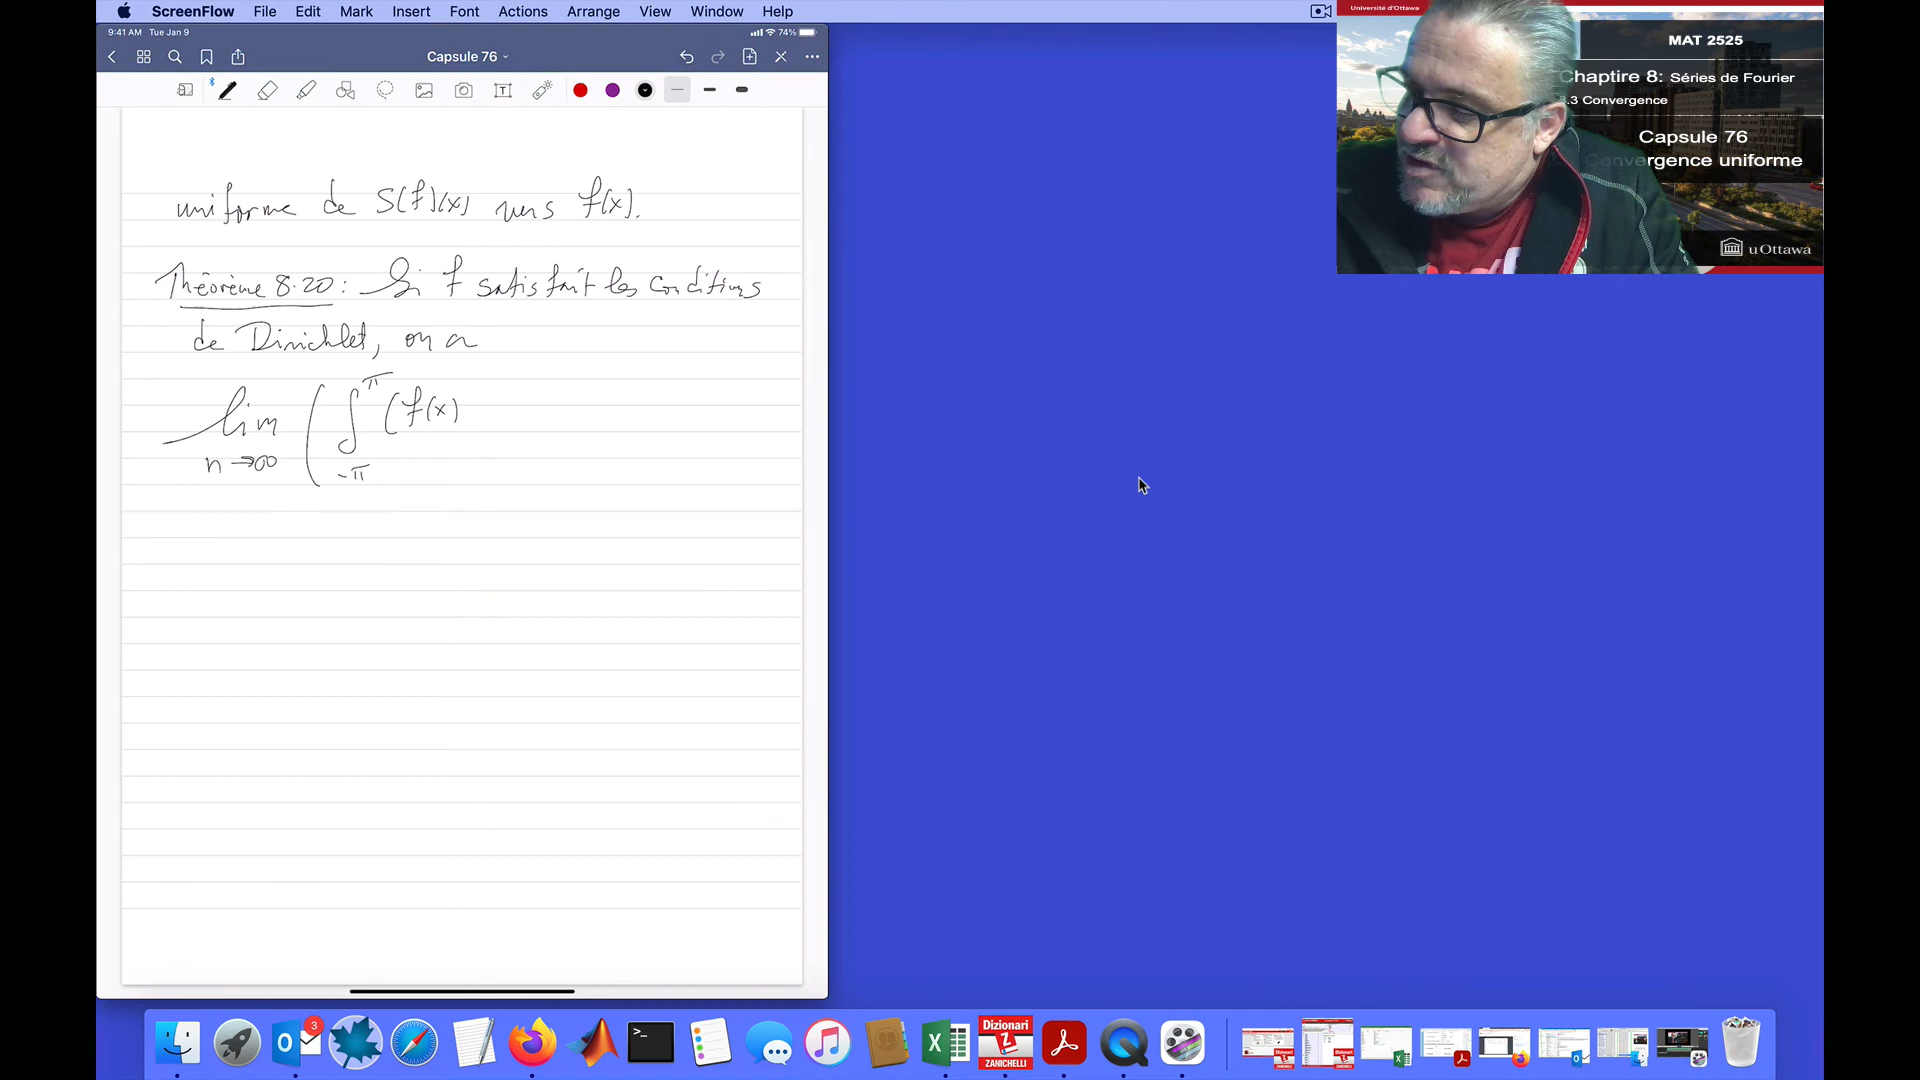 ScreenFlow File Edit Mark Insert Font Actions Arrange View Window Help
9:41 AM Tue Jan 9
74%
Capsule 76
T
uniforme de S(f)(x) vers f(x).
Théorème 8.20 : Si f satisfait les conditions
de Dirichlet, on a
lim n→∞ ( ∫ -π π (f(x)
Université d'Ottawa
MAT 2525
Chaptire 8: Séries de Fourier
.3 Convergence
Capsule 76
Convergence uniforme
uOttawa
3
Dizionari
ZANICHELLI